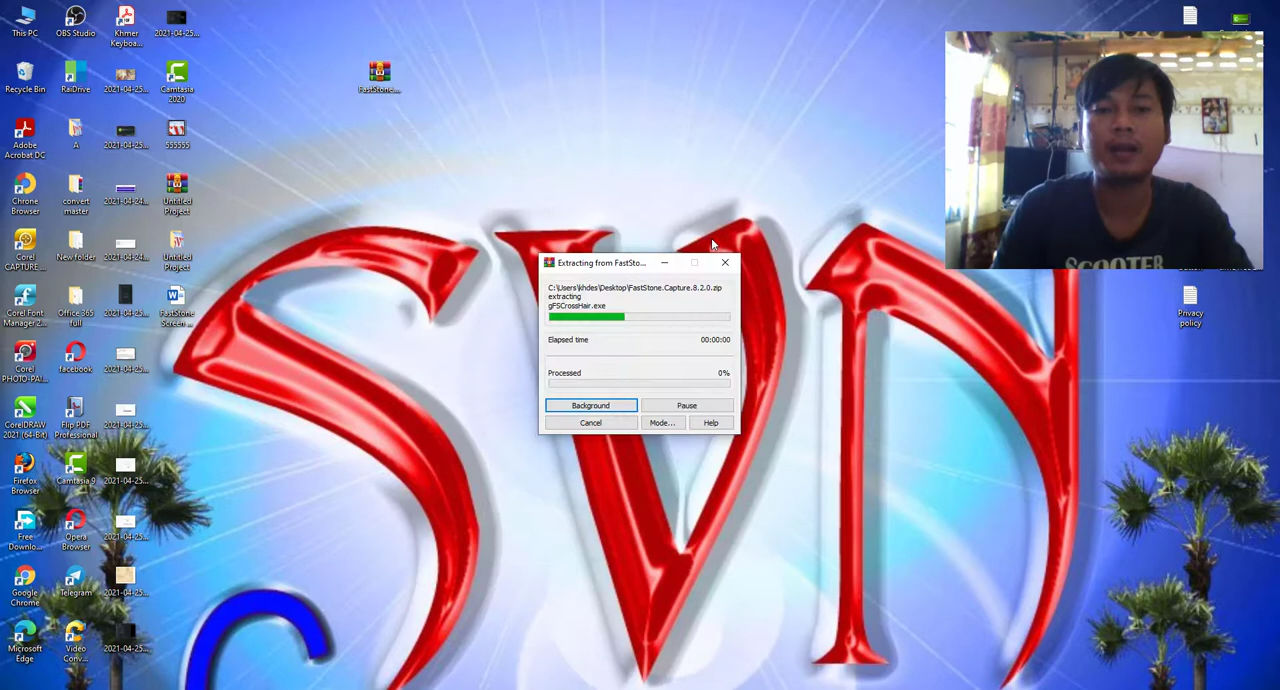 This PC
OBS Studio
Khmer
Keyboa...
2021-04-25...
Recycle Bin
RaiDrive
2021-04-25...
Camtasia
2020
FastStone....
Adobe
Acrobat DC
A
2021-04-25...
555555
Chrome
Browser
convert
master
2021-04-24...
Untitled
Project
Corel
CAPTURE ...
New folder
2021-04-24...
Untitled
Project
Corel Font
Manager 2...
Office 365
full
2021-04-25...
FastStone
Screen ...
Corel
PHOTO-PAI...
facebook
2021-04-25...
CorelDRAW
2021 (64-Bit)
Flip PDF
Professional
2021-04-25...
Firefox
Browser
Camtasia 9
2021-04-25...
Free
Downlo...
Opera
Browser
2021-04-25...
Google
Chrome
Telegram
2021-04-25...
Microsoft
Edge
Video
Conv...
2021-04-25...
SVN
Extracting from FastSto...
C:\Users\khdes\Desktop\FastStone.Capture.8.2.0.zip
extracting
gFSCrossHair.exe
Elapsed time
00:00:00
Processed
0%
Background
Pause
Cancel
Mode...
Help
SCOOTER
Privacy
policy